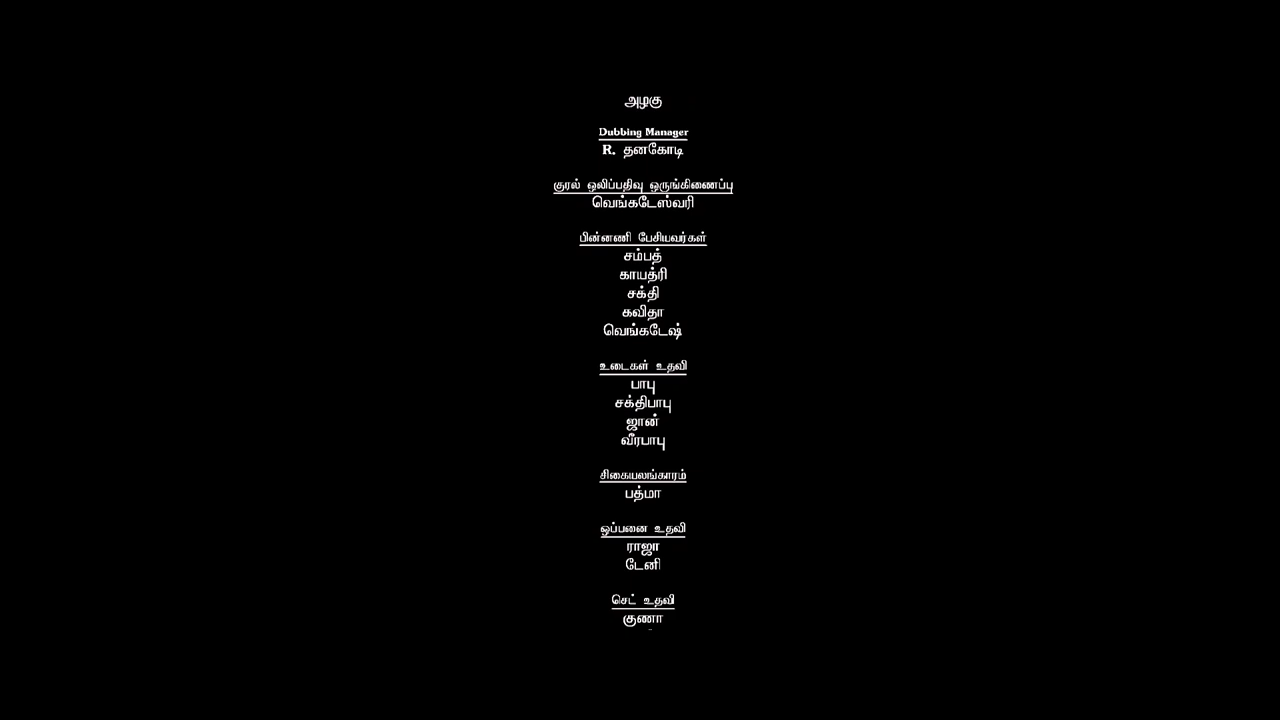 அழகு
Dubbing Manager
R. தனகோடி
குரல் ஒலிப்பதிவு ஒருங்கிணைப்பு
வெங்கடேஸ்வரி
பின்னணி பேசியவர்கள்
சம்பத்
காயத்ரி
சக்தி
கவிதா
வெங்கடேஷ்
உடைகள் உதவி
பாபு
சக்திபாபு
ஜான்
வீரபாபு
சிகையலங்காரம்
பத்மா
ஒப்பனை உதவி
ராஜா
டேனி
செட் உதவி
குணா